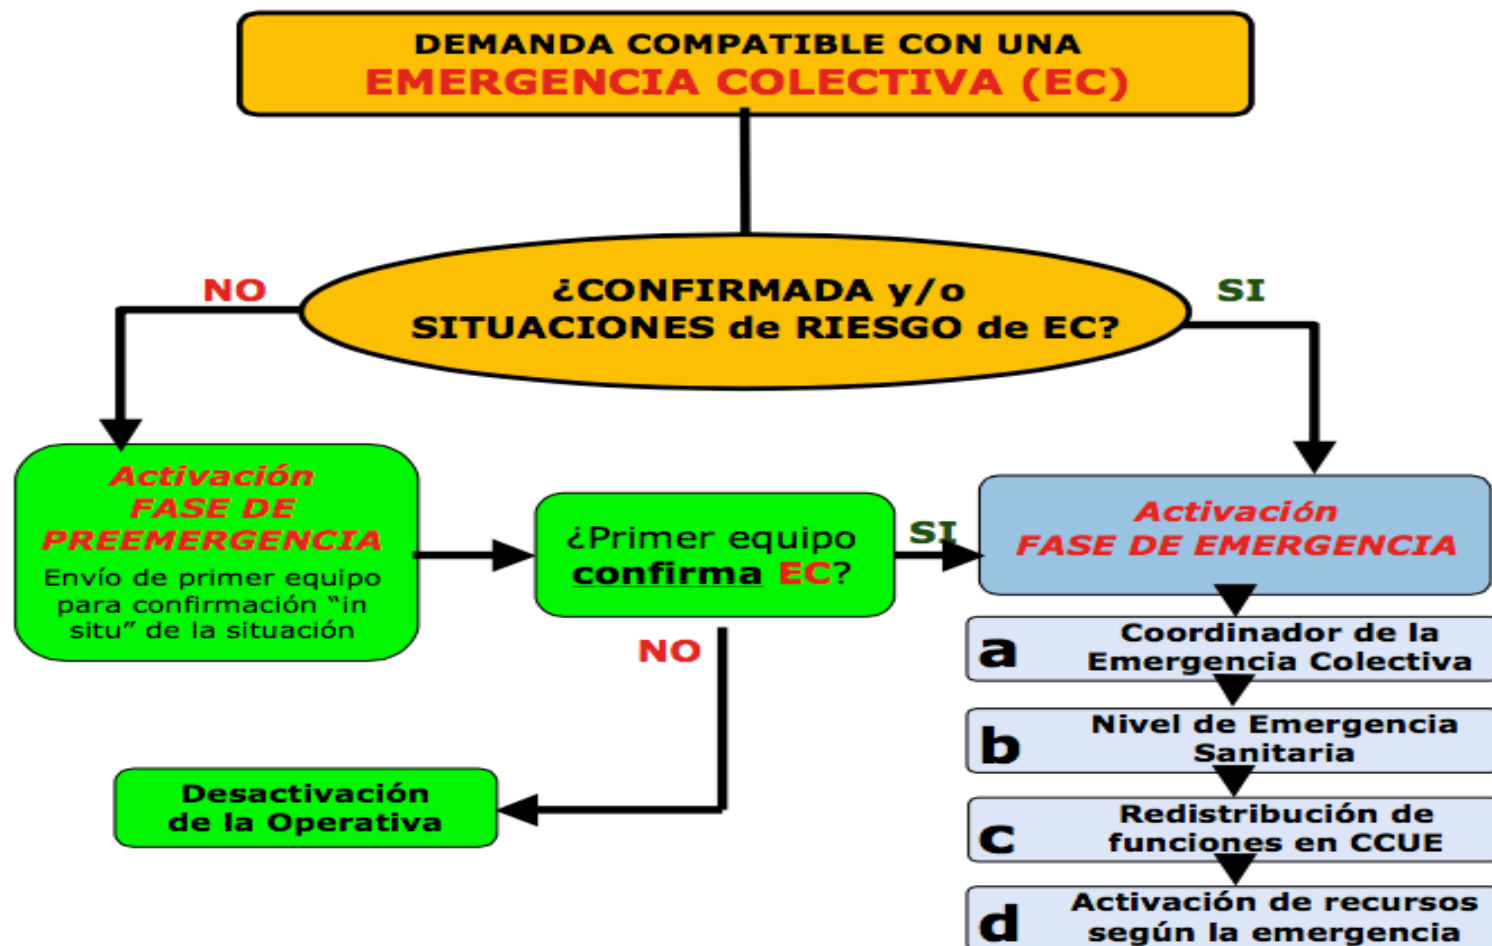 DEMANDA COMPATIBLE CON UNA
EMERGENCIA COLECTIVA (EC)
NO
¿CONFIRMADA y/o
SITUACIONES de RIESGO de EC?
SI
Activación
FASE DE
PREEMERGENCIA
Envío de primer equipo
para confirmación “in
situ” de la situación
¿Primer equipo
confirma EC?
SI
Activación
FASE DE EMERGENCIA
NO
Desactivación
de la Operativa
a
Coordinador de la
Emergencia Colectiva
b
Nivel de Emergencia
Sanitaria
c
Redistribución de
funciones en CCUE
d
Activación de recursos
según la emergencia